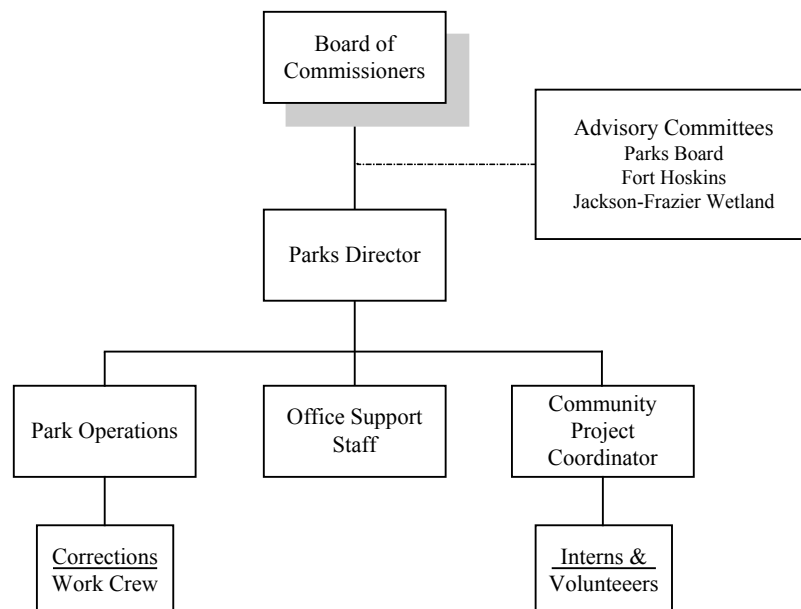 Board of
Commissioners
Advisory Committees
Parks Board
Fort Hoskins
Jackson-Frazier Wetland
Parks Director
Park Operations
Office Support
Staff
Community
Project
Coordinator
Corrections
Work Crew
Interns &
Volunteeers